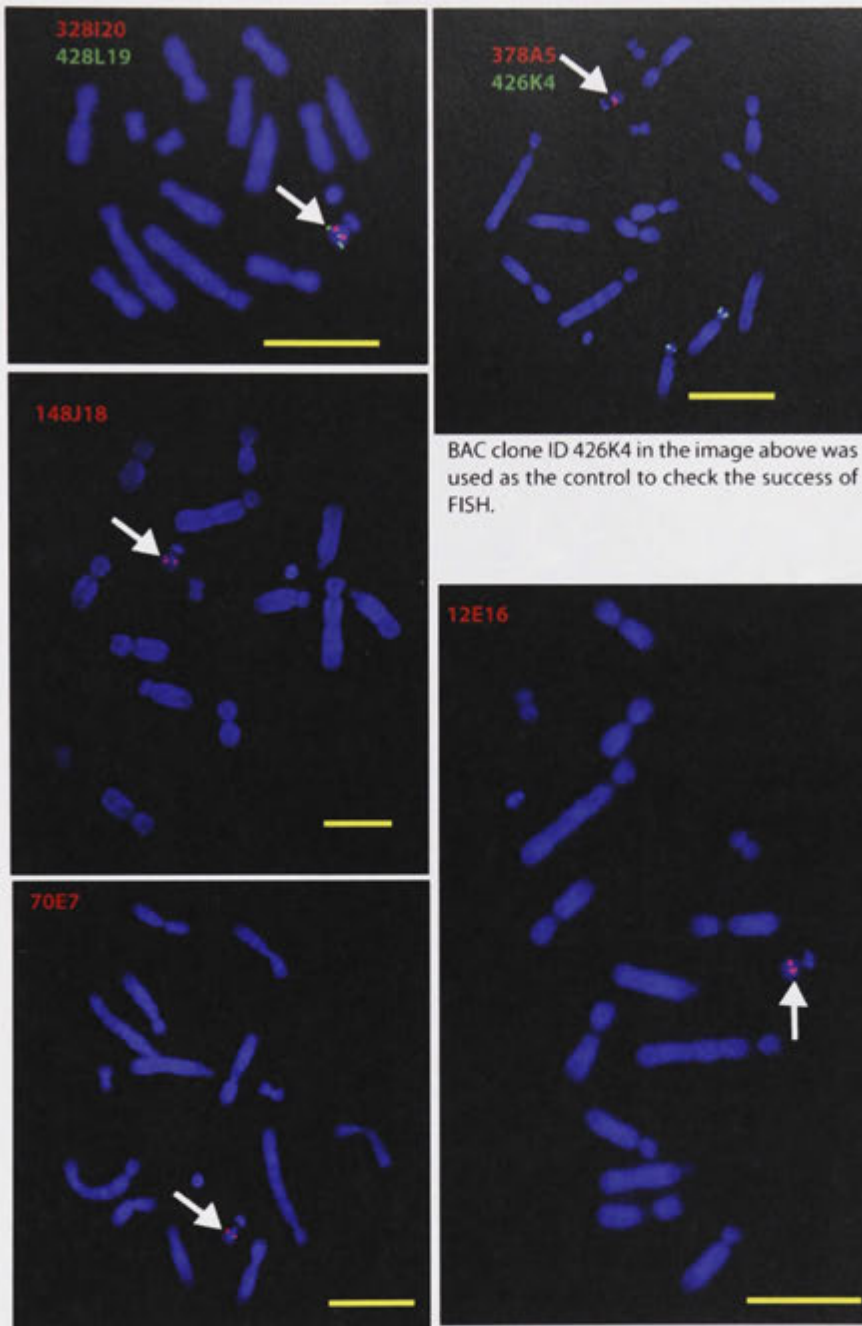 328I20
428L19
378A5
426K4
148J18
BAC clone ID 426K4 in the image above was
used as the control to check the success of
FISH.
12E16
70E7